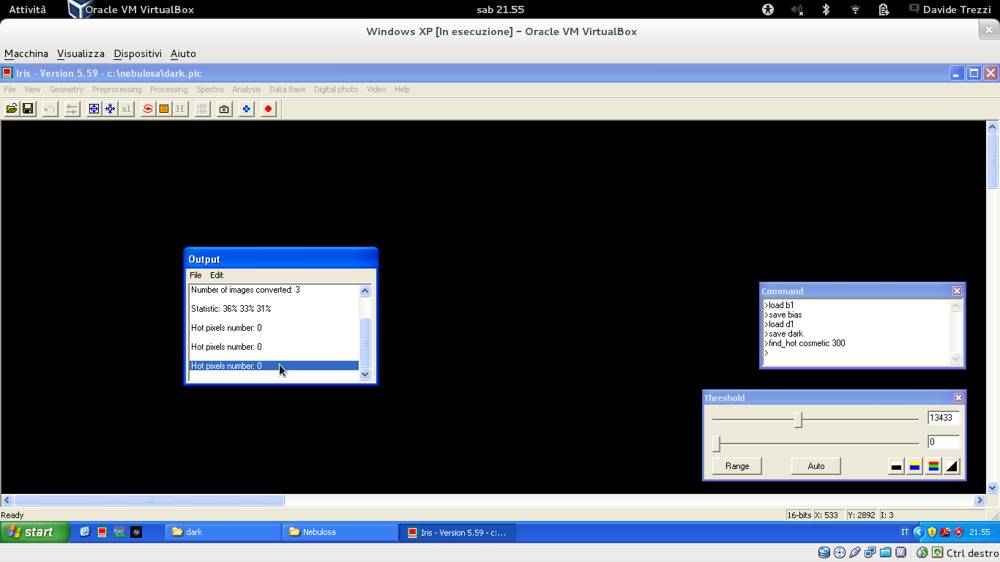 Attività
Oracle VM VirtualBox
sab 21.55
Davide Trezzi
Windows XP [In esecuzione] – Oracle VM VirtualBox
Macchina Visualizza Dispositivi Aiuto
Iris - Version 5.59 - c:\nebulosa\dark.pic
File View Geometry Preprocessing Processing Spectro Analysis Data Base Digital photo Video Help
x1 H
Output
File Edit
Number of images converted: 3
Statistic: 36% 33% 31%
Hot pixels number: 0
Hot pixels number: 0
Hot pixels number: 0
Command
>load b1
>save bias
>load d1
>save dark
>find_hot cosmetic 300
>
Threshold
13433
0
Range Auto
Ready
16-bits X: 533 Y: 2892 I: 3
start
dark
Nebulosa
Iris - Version 5.59 - c:...
IT
21.55
Ctrl destro